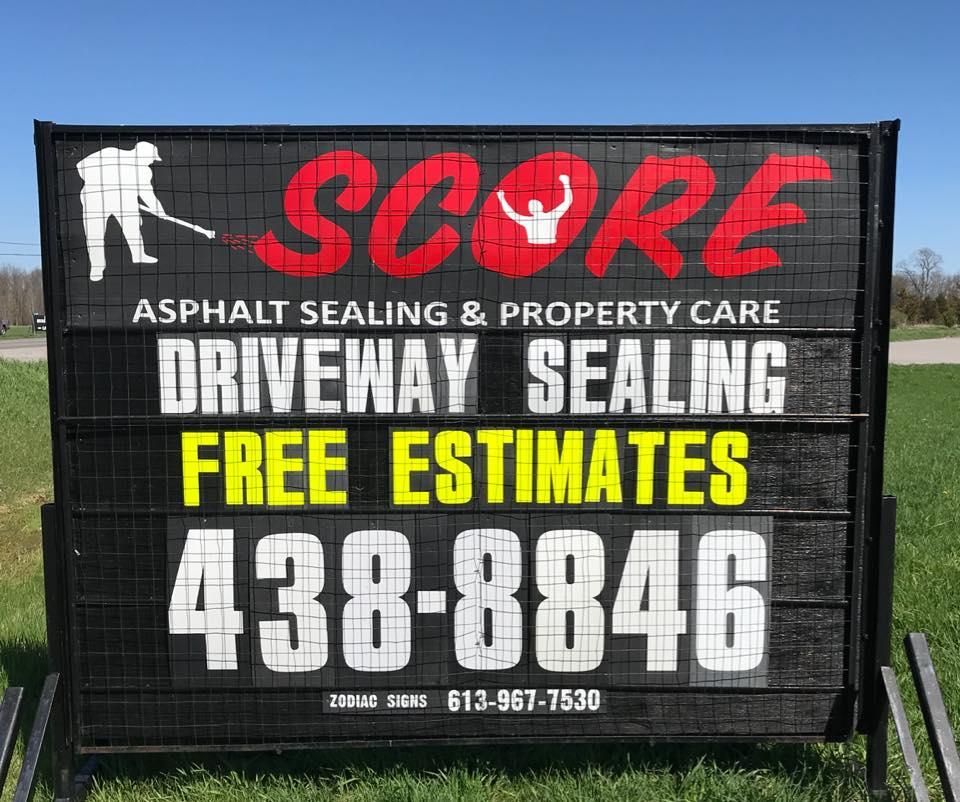 SCORE
ASPHALT SEALING & PROPERTY CARE
DRIVEWAY SEALING
FREE ESTIMATES
438-8846
ZODIAC SIGNS 613-967-7530